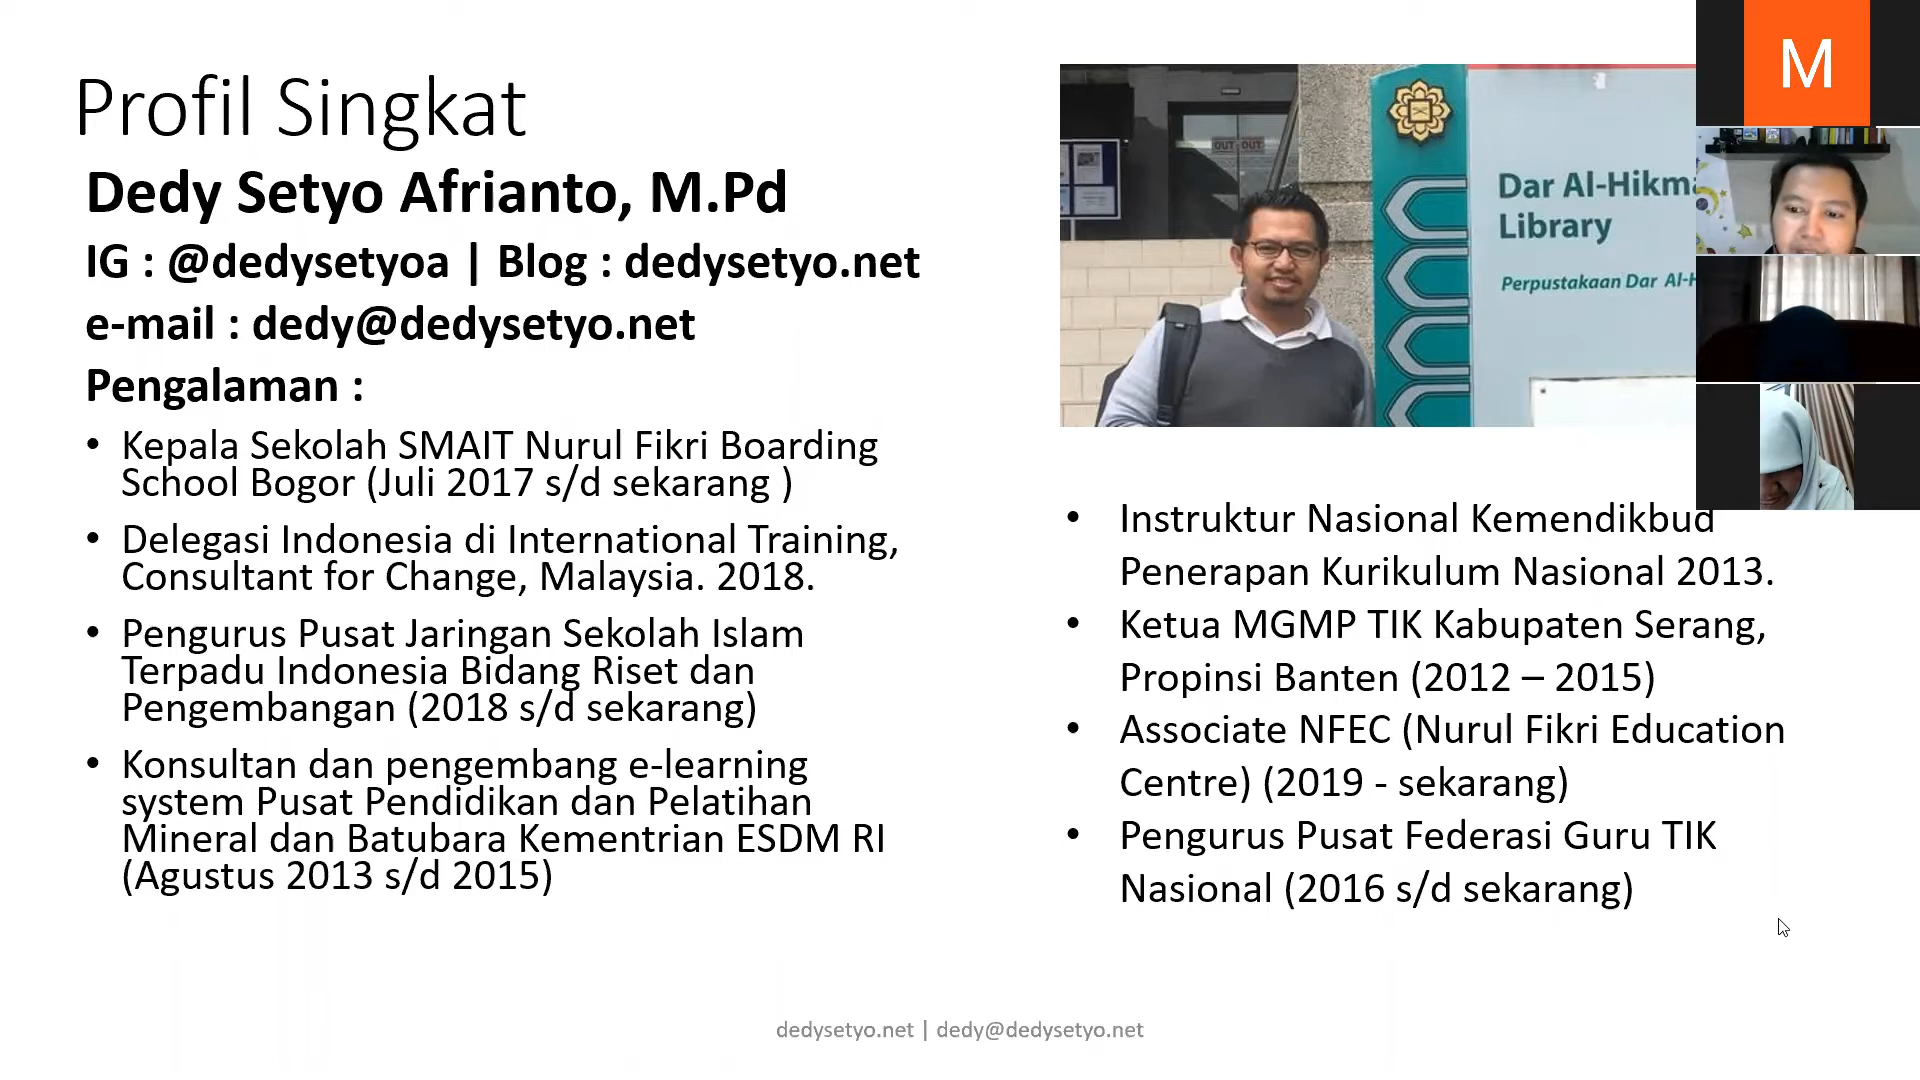 Profil Singkat
Dedy Setyo Afrianto, M.Pd
IG : @dedysetyoa | Blog : dedysetyo.net
e-mail : dedy@dedysetyo.net
Pengalaman :
• Kepala Sekolah SMAIT Nurul Fikri Boarding
School Bogor (Juli 2017 s/d sekarang )
• Delegasi Indonesia di International Training,
Consultant for Change, Malaysia. 2018.
• Pengurus Pusat Jaringan Sekolah Islam
Terpadu Indonesia Bidang Riset dan
Pengembangan (2018 s/d sekarang)
• Konsultan dan pengembang e-learning
system Pusat Pendidikan dan Pelatihan
Mineral dan Batubara Kementrian ESDM RI
(Agustus 2013 s/d 2015)
OUT OUT
Dar Al-Hikma
Library
Perpustakaan Dar Al-H
M
• Instruktur Nasional Kemendikbud
Penerapan Kurikulum Nasional 2013.
• Ketua MGMP TIK Kabupaten Serang,
Propinsi Banten (2012 – 2015)
• Associate NFEC (Nurul Fikri Education
Centre) (2019 - sekarang)
• Pengurus Pusat Federasi Guru TIK
Nasional (2016 s/d sekarang)
dedysetyo.net | dedy@dedysetyo.net